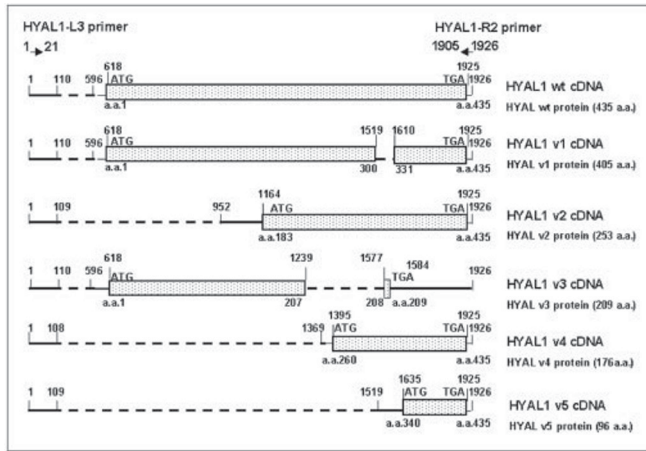 HYAL1-L3 primer HYAL1-R2 primer
1 21 1905 1926
618 1925
1 110 596 ATG TGA 1926 HYAL1 wt cDNA
a.a.1 a.a.435 HYAL wt protein (435 a.a.)
618 1519 1610 1925
1 110 596 ATG TGA 1926 HYAL1 v1 cDNA
a.a.1 300 331 a.a.435 HYAL v1 protein (405 a.a.)
1164 1925
1 109 952 ATG TGA 1926 HYAL1 v2 cDNA
a.a.183 a.a.435 HYAL v2 protein (253 a.a.)
618 1239 1577 1584
1 110 596 ATG TGA 1926 HYAL1 v3 cDNA
a.a.1 207 208 a.a.209 HYAL v3 protein (209 a.a.)
1395 1925
1 108 1369 ATG TGA 1926 HYAL1 v4 cDNA
a.a.260 a.a.435 HYAL v4 protein (176a.a.)
1635 1925
1 109 1519 ATG TGA 1926 HYAL1 v5 cDNA
a.a.340 a.a.435 HYAL v5 protein (96 a.a.)